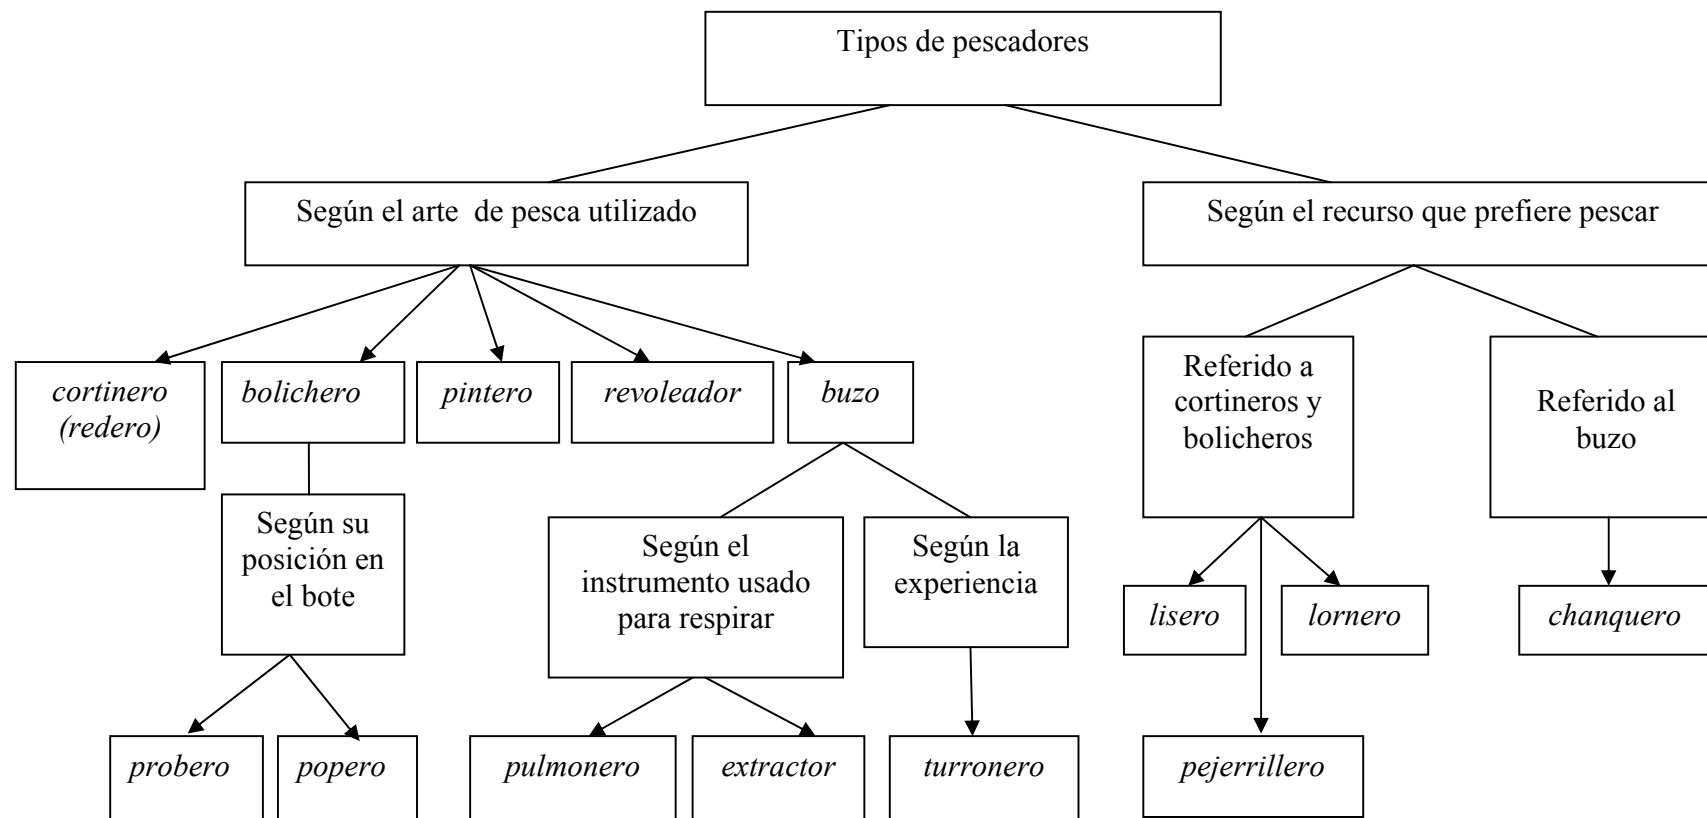 Tipos de pescadores
Según el arte  de pesca utilizado
Según el recurso que prefiere pescar
cortinero
(redero)
bolichero
pintero
revoleador
buzo
Referido a
cortineros y
bolicheros
Referido al
buzo
Según su
posición en
el bote
Según el
instrumento usado
para respirar
Según la
experiencia
lisero
lornero
chanquero
probero
popero
pulmonero
extractor
turronero
pejerrillero